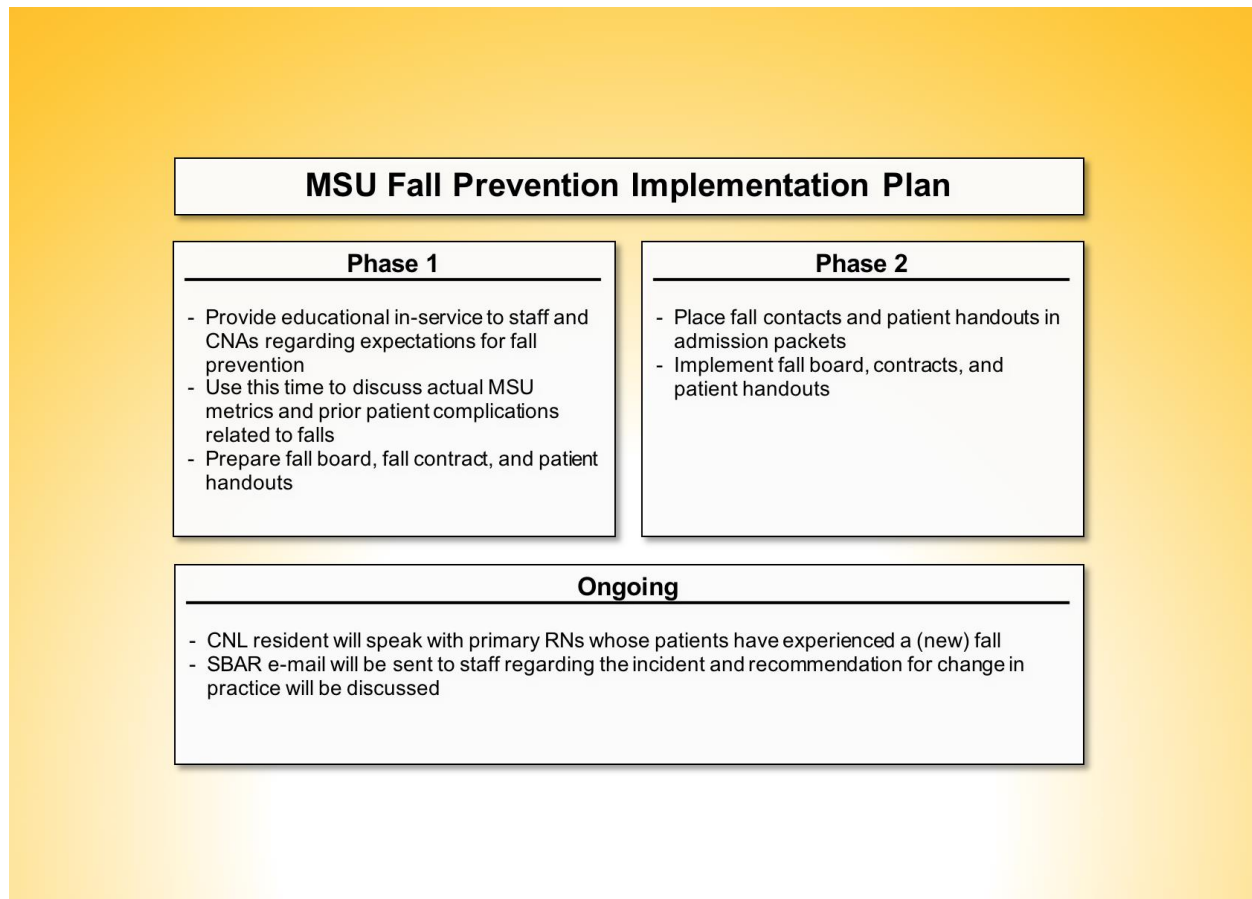 MSU Fall Prevention Implementation Plan
Phase 1
- Provide educational in-service to staff and
CNAs regarding expectations for fall
prevention
- Use this time to discuss actual MSU
metrics and prior patient complications
related to falls
- Prepare fall board, fall contract, and patient
handouts
Phase 2
- Place fall contacts and patient handouts in
admission packets
- Implement fall board, contracts, and
patient handouts
Ongoing
- CNL resident will speak with primary RNs whose patients have experienced a (new) fall
- SBAR e-mail will be sent to staff regarding the incident and recommendation for change in
practice will be discussed